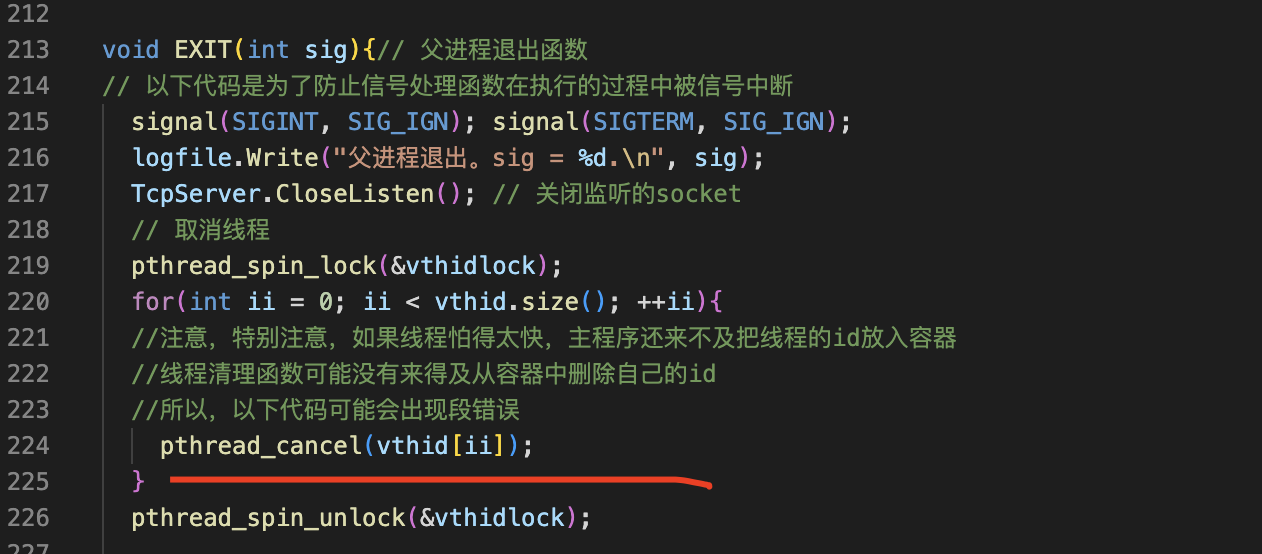 212
213 void EXIT(int sig){// 父进程退出函数
214 // 以下代码是为了防止信号处理函数在执行的过程中被信号中断
215 signal(SIGINT, SIG_IGN); signal(SIGTERM, SIG_IGN);
216 logfile.Write("父进程退出。sig = %d.\n", sig);
217 TcpServer.CloseListen(); // 关闭监听的socket
218 // 取消线程
219 pthread_spin_lock(&vthidlock);
220 for(int ii = 0; ii < vthid.size(); ++ii){
221 //注意，特别注意，如果线程怕得太快，主程序还来不及把线程的id放入容器
222 //线程清理函数可能没有来得及从容器中删除自己的id
223 //所以，以下代码可能会出现段错误
224 pthread_cancel(vthid[ii]);
225 }
226 pthread_spin_unlock(&vthidlock);
227